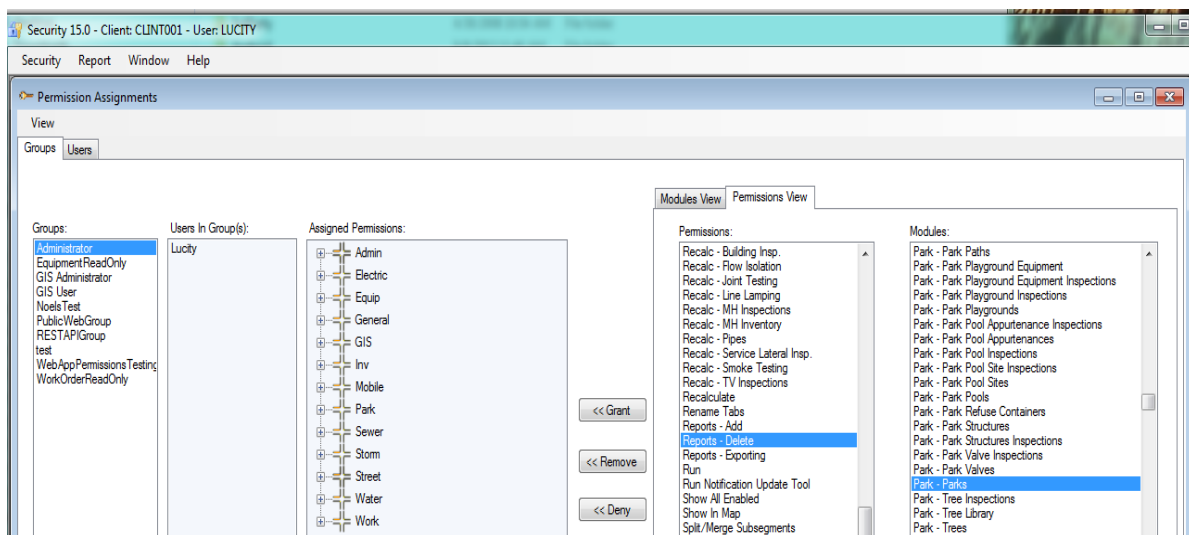 Security 15.0 - Client: CLINT001 - User: LUCITY
Security Report Window Help
Permission Assignments
View
Groups Users
Modules View Permissions View
Groups:
Administrator
EquipmentReadOnly
GIS Administrator
GIS User
NoelsTest
PublicWebGroup
RESTAPIGroup
test
WebAppPermissionsTesting
WorkOrderReadOnly
Users In Group(s):
Lucity
Assigned Permissions:
Admin
Electric
Equip
General
GIS
Inv
Mobile
Park
Sewer
Storm
Street
Water
Work
<< Grant
<< Remove
<< Deny
Permissions:
Recalc - Building Insp.
Recalc - Flow Isolation
Recalc - Joint Testing
Recalc - Line Lamping
Recalc - MH Inspections
Recalc - MH Inventory
Recalc - Pipes
Recalc - Service Lateral Insp.
Recalc - Smoke Testing
Recalc - TV Inspections
Recalculate
Rename Tabs
Reports - Add
Reports - Delete
Reports - Exporting
Run
Run Notification Update Tool
Show All Enabled
Show In Map
Split/Merge Subsegments
Modules:
Park - Park Paths
Park - Park Playground Equipment
Park - Park Playground Equipment Inspections
Park - Park Playground Inspections
Park - Park Playgrounds
Park - Park Pool Appurtenance Inspections
Park - Park Pool Appurtenances
Park - Park Pool Inspections
Park - Park Pool Site Inspections
Park - Park Pool Sites
Park - Park Pools
Park - Park Refuse Containers
Park - Park Structures
Park - Park Structures Inspections
Park - Park Valve Inspections
Park - Park Valves
Park - Parks
Park - Tree Inspections
Park - Tree Library
Park - Trees